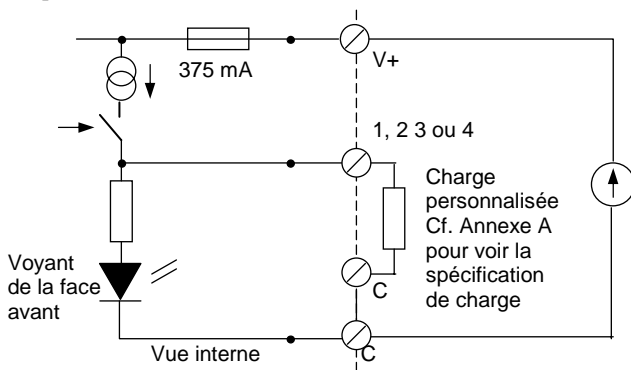 375 mA
V+
1, 2 3 ou 4
Charge
personnalisée
Cf. Annexe A
pour voir la
spécification
de charge
Voyant
de la face
avant
C
C
Vue interne